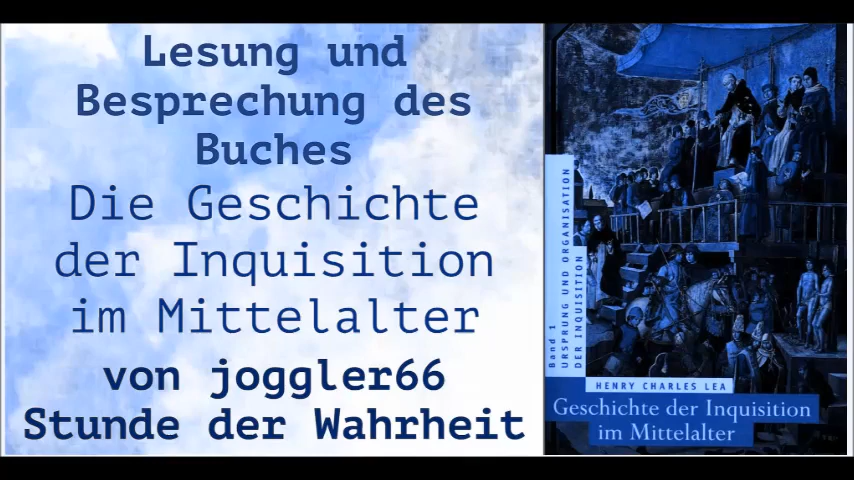 Lesung und
Besprechung des
Buches
Die Geschichte
der Inquisition
im Mittelalter
von joggler66
Stunde der Wahrheit
Band 1
URSPRUNG UND ORGANISATION
DER INQUISITION
HENRY CHARLES LEA
Geschichte der Inquisition
im Mittelalter